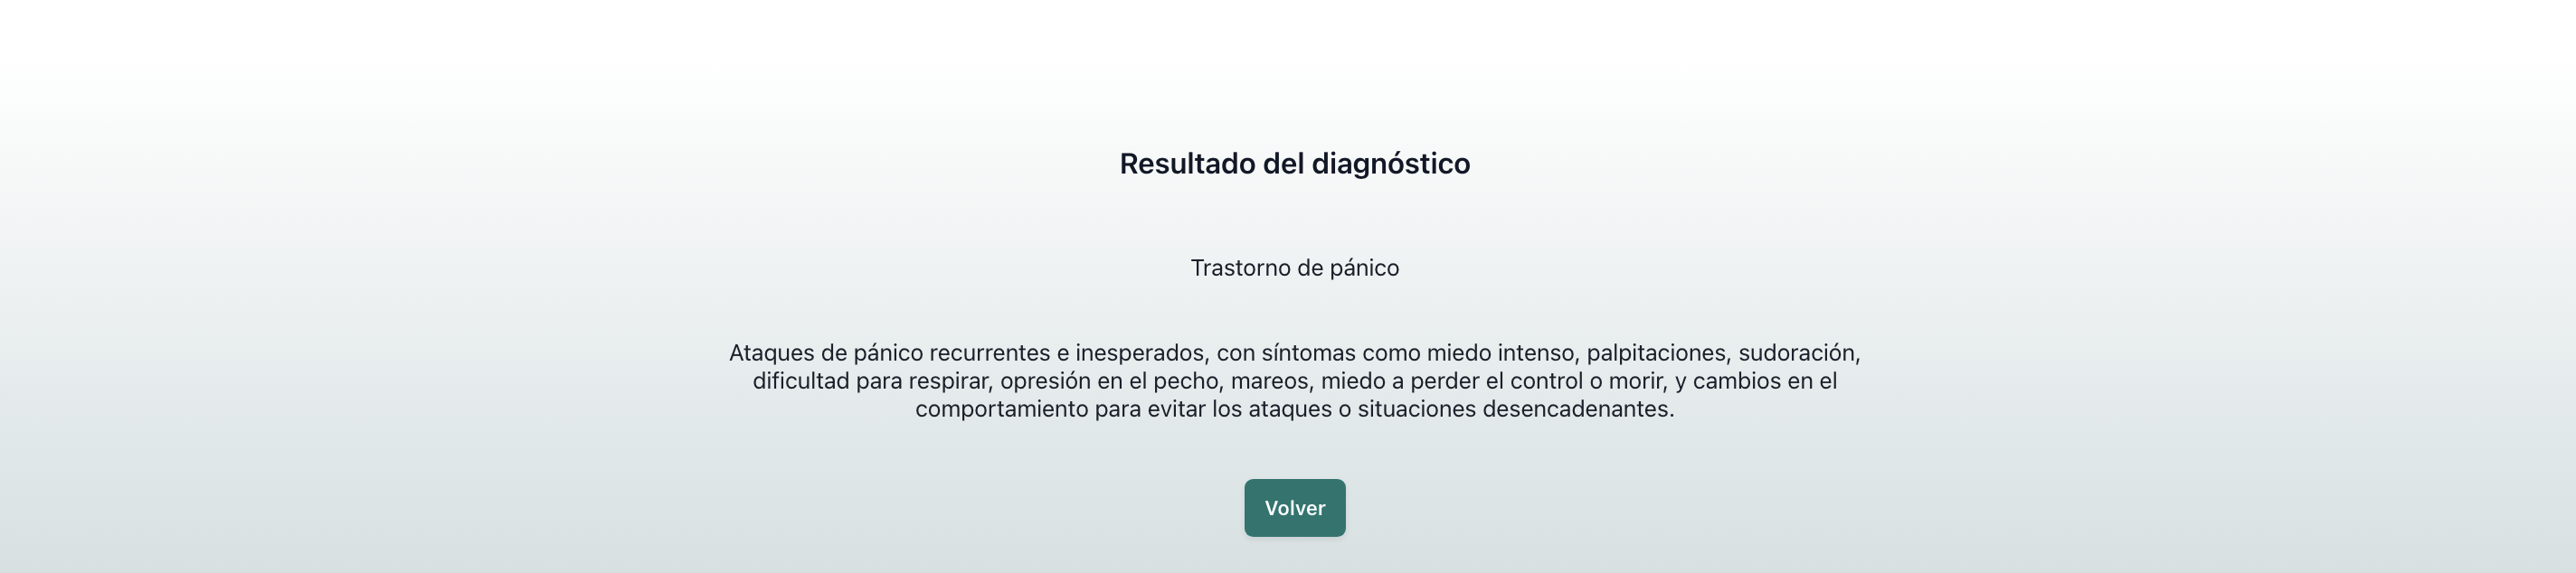 Resultado del diagnóstico
Trastorno de pánico
Ataques de pánico recurrentes e inesperados, con síntomas como miedo intenso, palpitaciones, sudoración,
dificultad para respirar, opresión en el pecho, mareos, miedo a perder el control o morir, y cambios en el
comportamiento para evitar los ataques o situaciones desencadenantes.
Volver